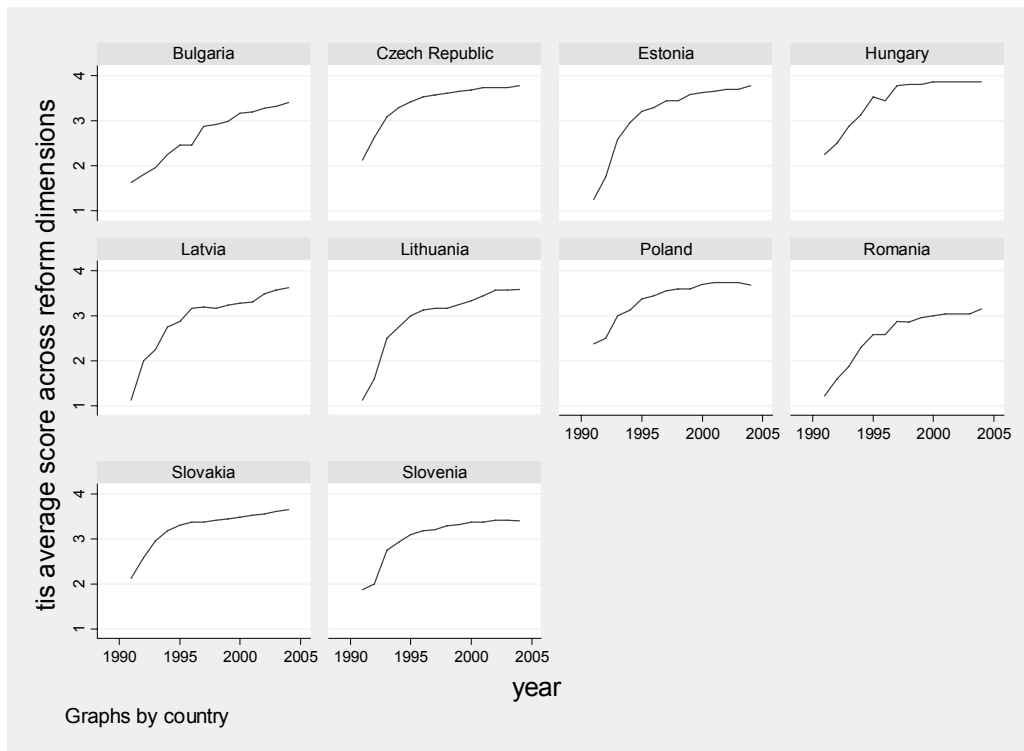 tis average score across reform dimensions
Bulgaria Czech Republic Estonia Hungary
4
3
2
1
Latvia Lithuania Poland Romania
4
3
2
1
1990 1995 2000 2005 1990 1995 2000 2005
Slovakia Slovenia
4
3
2
1
1990 1995 2000 2005 1990 1995 2000 2005
year
Graphs by country